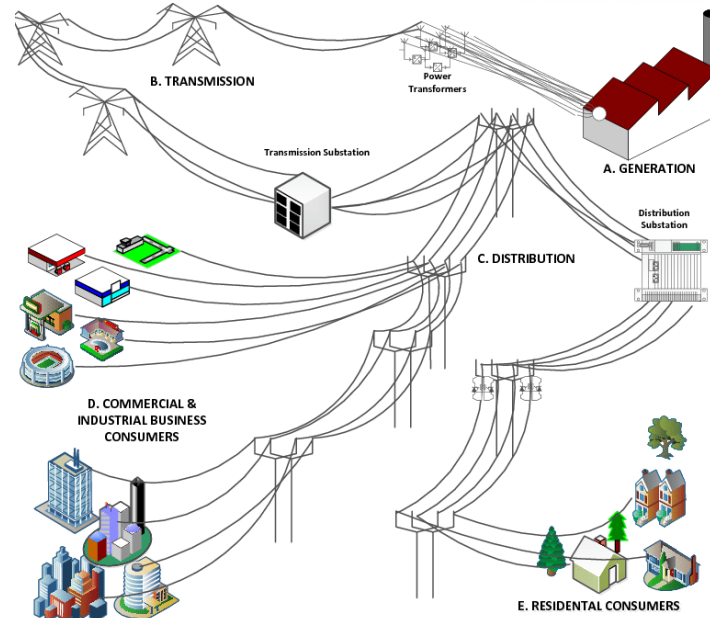 B. TRANSMISSION
Power
Transformers
A. GENERATION
Transmission Substation
Distribution
Substation
C. DISTRIBUTION
D. COMMERCIAL &
INDUSTRIAL BUSINESS
CONSUMERS
E. RESIDENTAL CONSUMERS